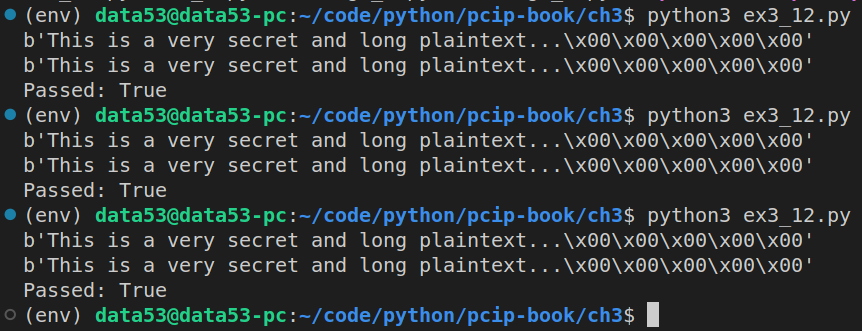 (env) data53@data53-pc:~/code/python/pcip-book/ch3$ python3 ex3_12.py
b'This is a very secret and long plaintext...\x00\x00\x00\x00\x00'
b'This is a very secret and long plaintext...\x00\x00\x00\x00\x00'
Passed: True
(env) data53@data53-pc:~/code/python/pcip-book/ch3$ python3 ex3_12.py
b'This is a very secret and long plaintext...\x00\x00\x00\x00\x00'
b'This is a very secret and long plaintext...\x00\x00\x00\x00\x00'
Passed: True
(env) data53@data53-pc:~/code/python/pcip-book/ch3$ python3 ex3_12.py
b'This is a very secret and long plaintext...\x00\x00\x00\x00\x00'
b'This is a very secret and long plaintext...\x00\x00\x00\x00\x00'
Passed: True
(env) data53@data53-pc:~/code/python/pcip-book/ch3$